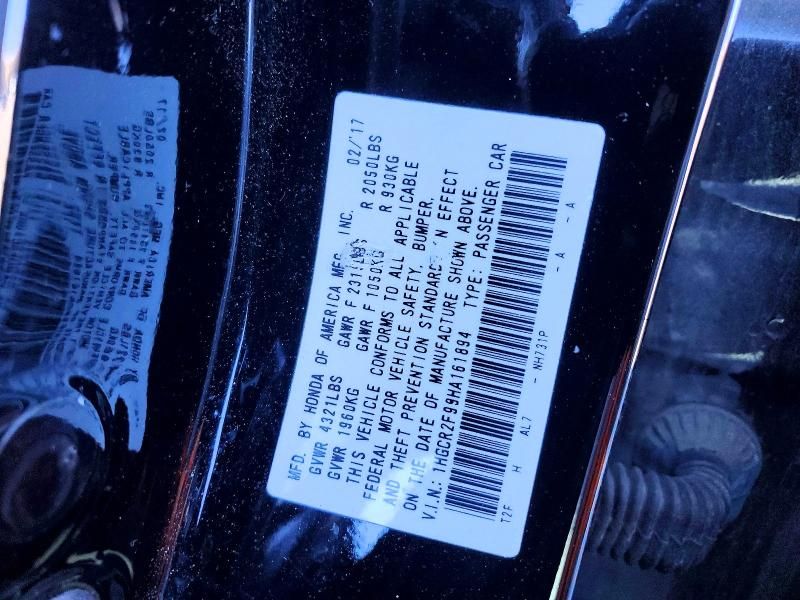 MFD. BY HONDA OF AMERICA MFG. INC. 02/'17
GVWR 4321LBS GAWR F 2315LBS R 2050LBS
GVWR 1960KG GAWR F 1050KG R 930KG
THIS VEHICLE CONFORMS TO ALL APPLICABLE
FEDERAL MOTOR VEHICLE SAFETY, BUMPER,
AND THEFT PREVENTION STANDARDS IN EFFECT
ON THE DATE OF MANUFACTURE SHOWN ABOVE.
V.I.N.: 1HGCR2F99HA161894 TYPE: PASSENGER CAR
T2F H AL7 - NH731P - A - A